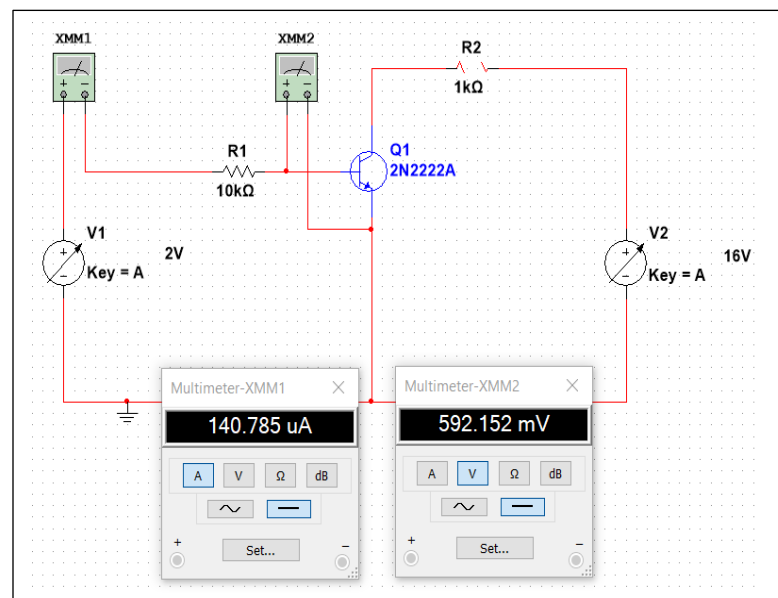 XMM1
XMM2
R2
1kΩ
R1
10kΩ
Q1
2N2222A
V1
2V
Key = A
V2
16V
Key = A
Multimeter-XMM1
140.785 uA
A V Ω dB
Set...
+ −
Multimeter-XMM2
592.152 mV
A V Ω dB
Set...
+ −